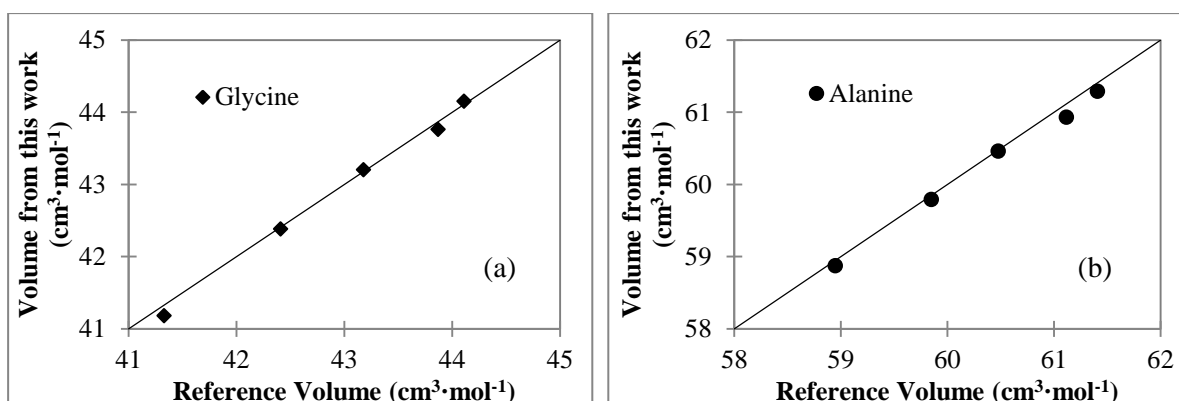 Volume from this work
(cm³·mol⁻¹)
45
44
43
42
41
Glycine
(a)
41 42 43 44 45
Reference Volume (cm³·mol⁻¹)
Volume from this work
(cm³·mol⁻¹)
62
61
60
59
58
Alanine
(b)
58 59 60 61 62
Reference Volume (cm³·mol⁻¹)